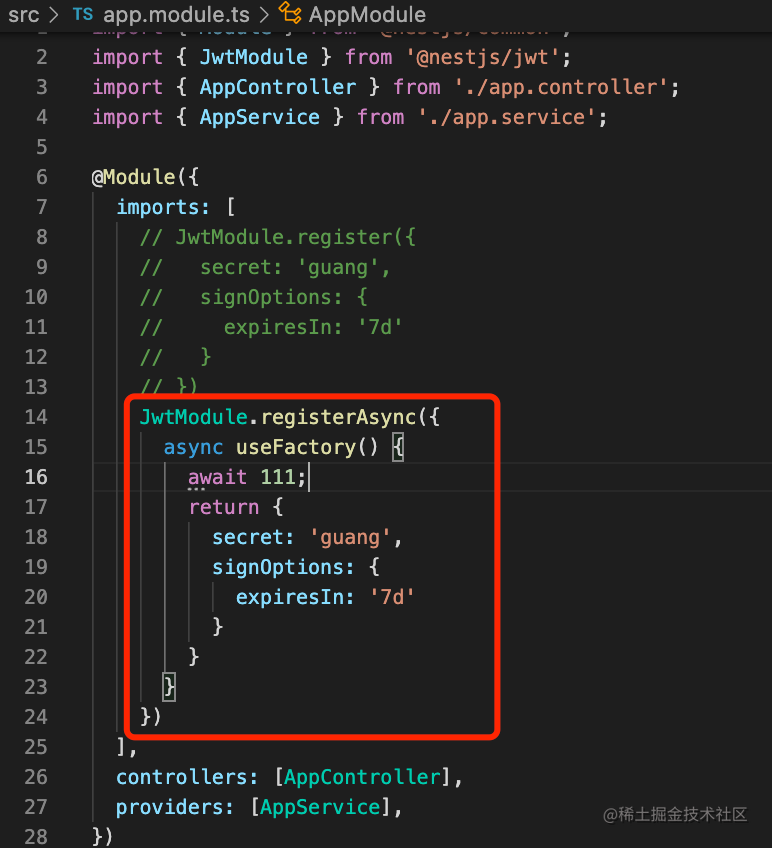 src > TS app.module.ts > AppModule
2 import { JwtModule } from '@nestjs/jwt';
3 import { AppController } from './app.controller';
4 import { AppService } from './app.service';
5
6 @Module({
7 imports: [
8 // JwtModule.register({
9 //   secret: 'guang',
10 //   signOptions: {
11 //     expiresIn: '7d'
12 //   }
13 // })
14 JwtModule.registerAsync({
15 async useFactory() {
16 await 111;
17 return {
18 secret: 'guang',
19 signOptions: {
20 expiresIn: '7d'
21 }
22 }
23 }
24 })
25 ],
26 controllers: [AppController],
27 providers: [AppService],
28 })
@稀土掘金技术社区